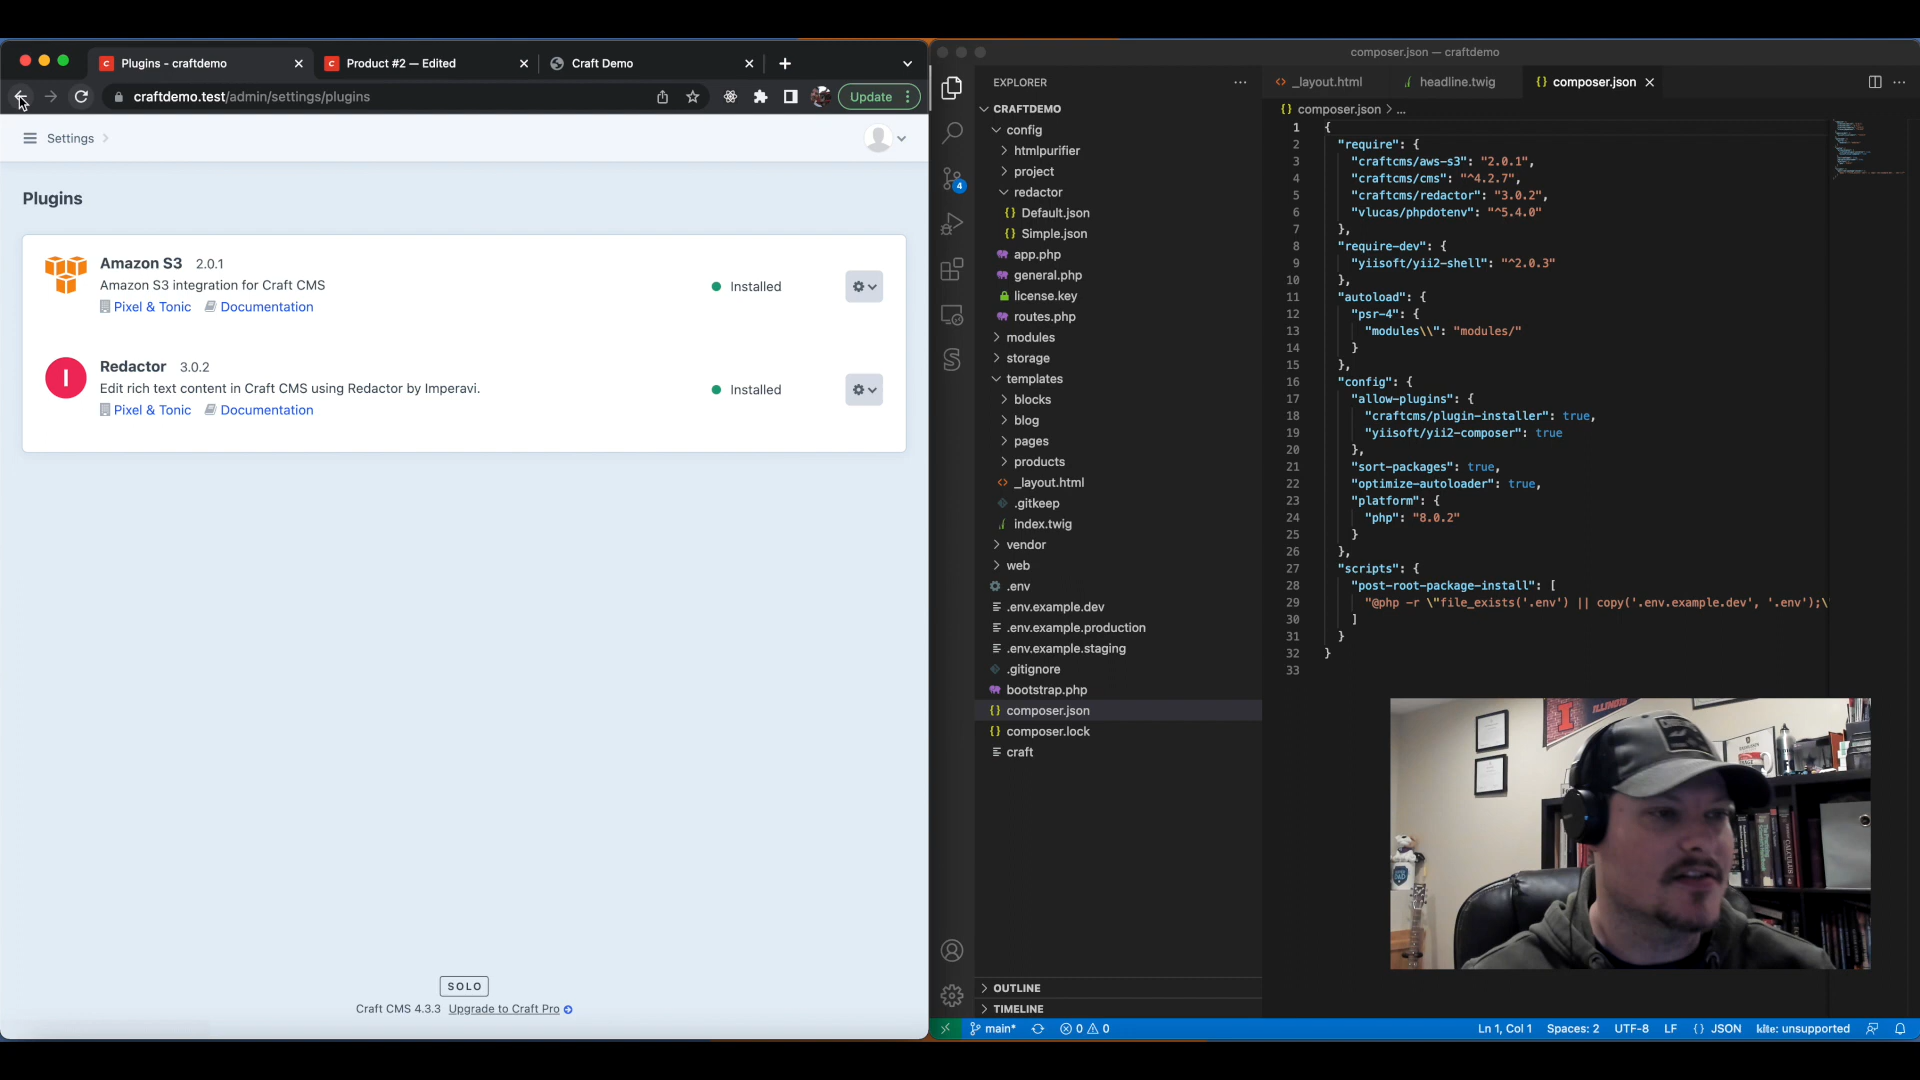 Plugins - craftdemo
Product #2 — Edited
Craft Demo
craftdemo.test/admin/settings/plugins
Update
Settings
Plugins
Amazon S3 2.0.1
Amazon S3 integration for Craft CMS
Pixel & Tonic Documentation
Installed
Redactor 3.0.2
Edit rich text content in Craft CMS using Redactor by Imperavi.
Pixel & Tonic Documentation
Installed
SOLO
Craft CMS 4.3.3 Upgrade to Craft Pro
composer.json — craftdemo
4
EXPLORER
CRAFTDEMO
config
htmlpurifier
project
redactor
Default.json
Simple.json
app.php
general.php
license.key
routes.php
modules
storage
templates
blocks
blog
pages
products
_layout.html
.gitkeep
index.twig
vendor
web
.env
.env.example.dev
.env.example.production
.env.example.staging
.gitignore
bootstrap.php
composer.json
composer.lock
craft
OUTLINE
TIMELINE
_layout.html headline.twig composer.json
composer.json > ...
1 {
2 "require": {
3 "craftcms/aws-s3": "2.0.1",
4 "craftcms/cms": "^4.2.7",
5 "craftcms/redactor": "3.0.2",
6 "vlucas/phpdotenv": "^5.4.0"
7 },
8 "require-dev": {
9 "yiisoft/yii2-shell": "^2.0.3"
10 },
11 "autoload": {
12 "psr-4": {
13 "modules\\": "modules/"
14 }
15 },
16 "config": {
17 "allow-plugins": {
18 "craftcms/plugin-installer": true,
19 "yiisoft/yii2-composer": true
20 },
21 "sort-packages": true,
22 "optimize-autoloader": true,
23 "platform": {
24 "php": "8.0.2"
25 }
26 },
27 "scripts": {
28 "post-root-package-install": [
29 "@php -r \"file_exists('.env') || copy('.env.example.dev', '.env');\
30 ]
31 }
32 }
33
ILLINOIS
CALCULUS
main* 0 0
Ln 1, Col 1 Spaces: 2 UTF-8 LF {} JSON kite: unsupported